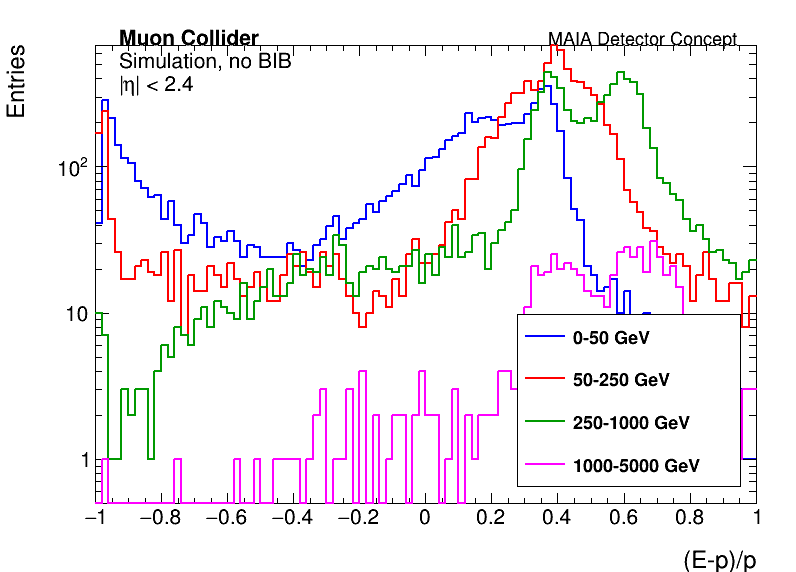 Muon Collider
MAIA Detector Concept
Simulation, no BIB
|η| < 2.4
Entries
10²
10
1
−1 −0.8 −0.6 −0.4 −0.2 0 0.2 0.4 0.6 0.8 1
(E-p)/p
0-50 GeV
50-250 GeV
250-1000 GeV
1000-5000 GeV